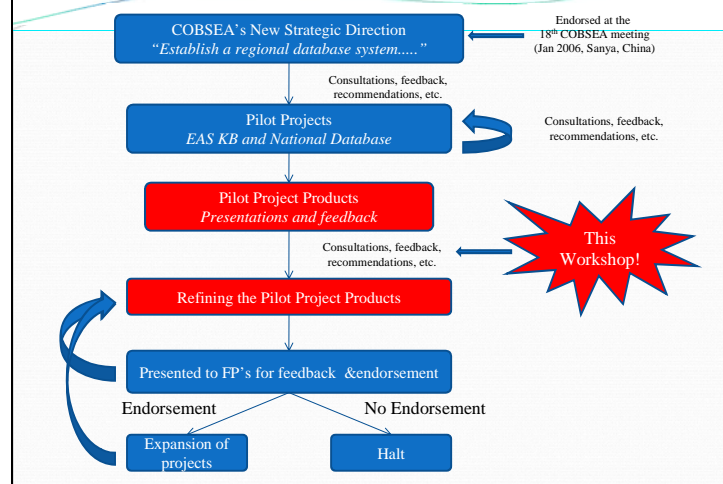 COBSEA's New Strategic Direction
"Establish a regional database system....."
Endorsed at the
18th COBSEA meeting
(Jan 2006, Sanya, China)
Consultations, feedback,
recommendations, etc.
Pilot Projects
EAS KB and National Database
Consultations, feedback,
recommendations, etc.
Pilot Project Products
Presentations and feedback
Consultations, feedback,
recommendations, etc.
This
Workshop!
Refining the Pilot Project Products
Presented to FP's for feedback &endorsement
Endorsement
No Endorsement
Expansion of
projects
Halt